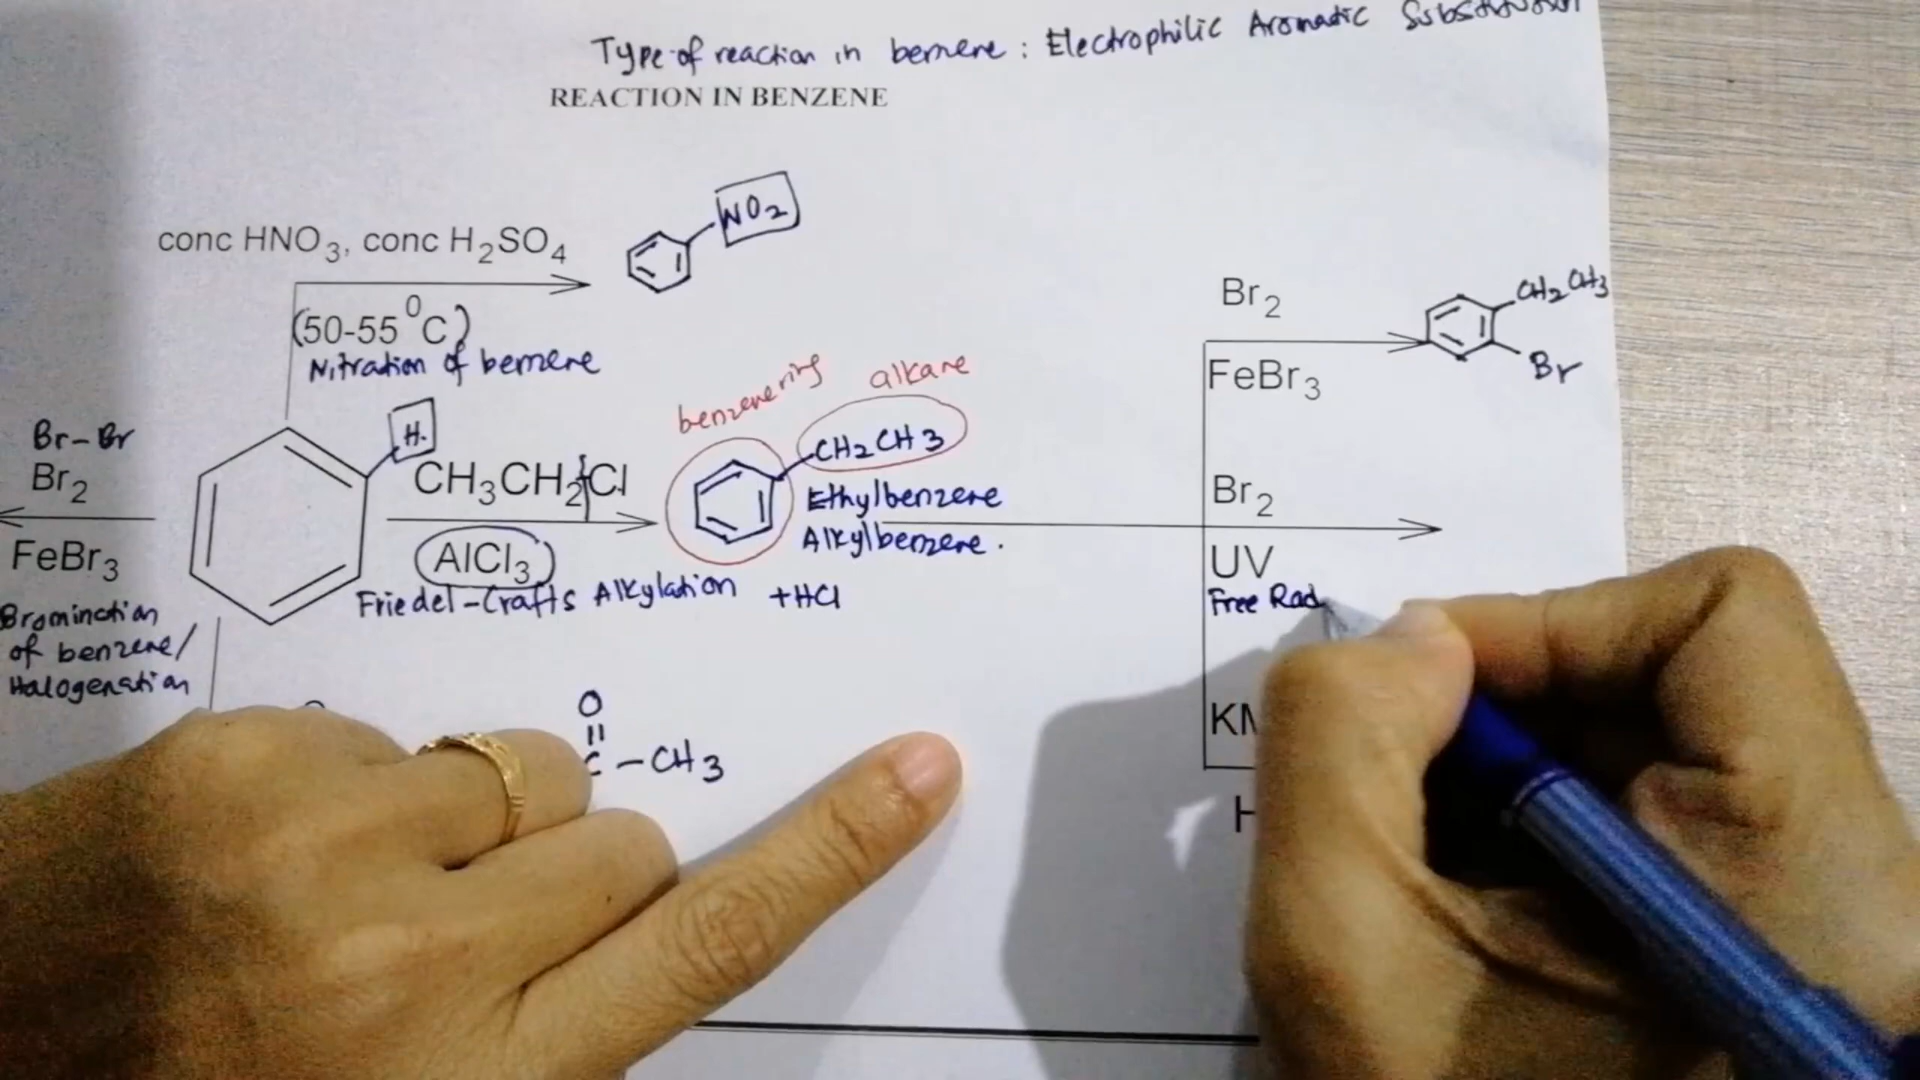 Type of reaction in benzene : Electrophilic Aromatic Substitution
REACTION IN BENZENE
NO2
conc HNO3, conc H2SO4
(50-55 0C)
Nitration of benzene
Br2
FeBr3
CH2CH3
Br
benzene ring
alkane
Br-Br
Br2
FeBr3
Bromination
of benzene/
Halogenation
H.
CH3CH2Cl
AlCl3
Friedel-Crafts Alkylation
+HCl
CH2CH3
Ethylbenzene
Alkylbenzene.
Br2
UV
Free Rad
O
C-CH3